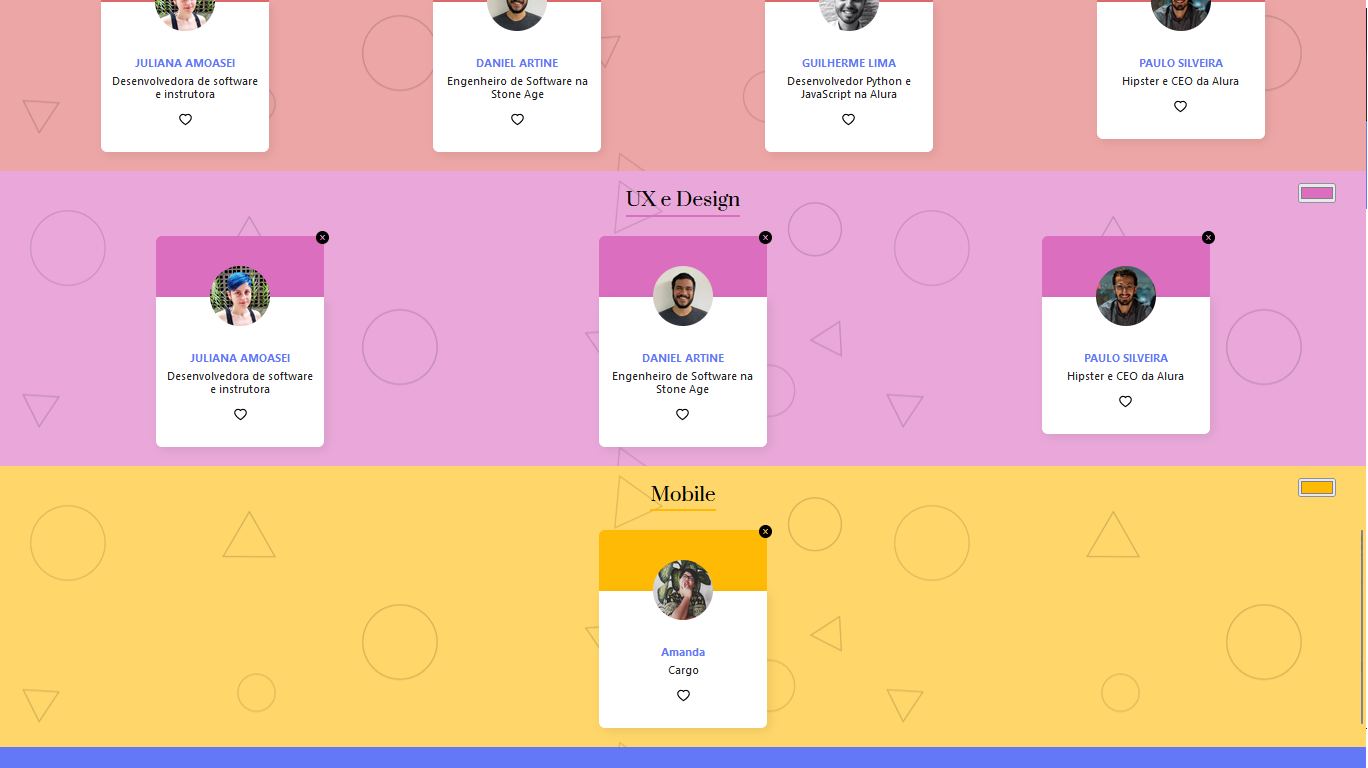 JULIANA AMOASEI
Desenvolvedora de software
e instrutora
DANIEL ARTINE
Engenheiro de Software na
Stone Age
GUILHERME LIMA
Desenvolvedor Python e
JavaScript na Alura
PAULO SILVEIRA
Hipster e CEO da Alura
UX e Design
JULIANA AMOASEI
Desenvolvedora de software
e instrutora
DANIEL ARTINE
Engenheiro de Software na
Stone Age
PAULO SILVEIRA
Hipster e CEO da Alura
Mobile
Amanda
Cargo